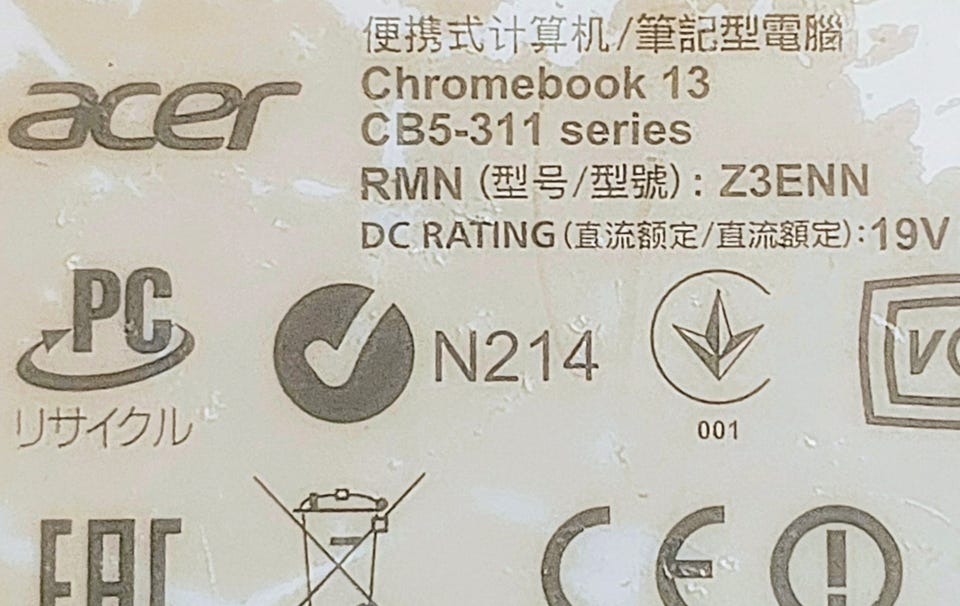 acer
便携式计算机/筆記型電腦
Chromebook 13
CB5-311 series
RMN (型号/型號) : Z3ENN
DC RATING (直流额定/直流額定):19V
PC
リサイクル
N214
001
VC
EAC
CE